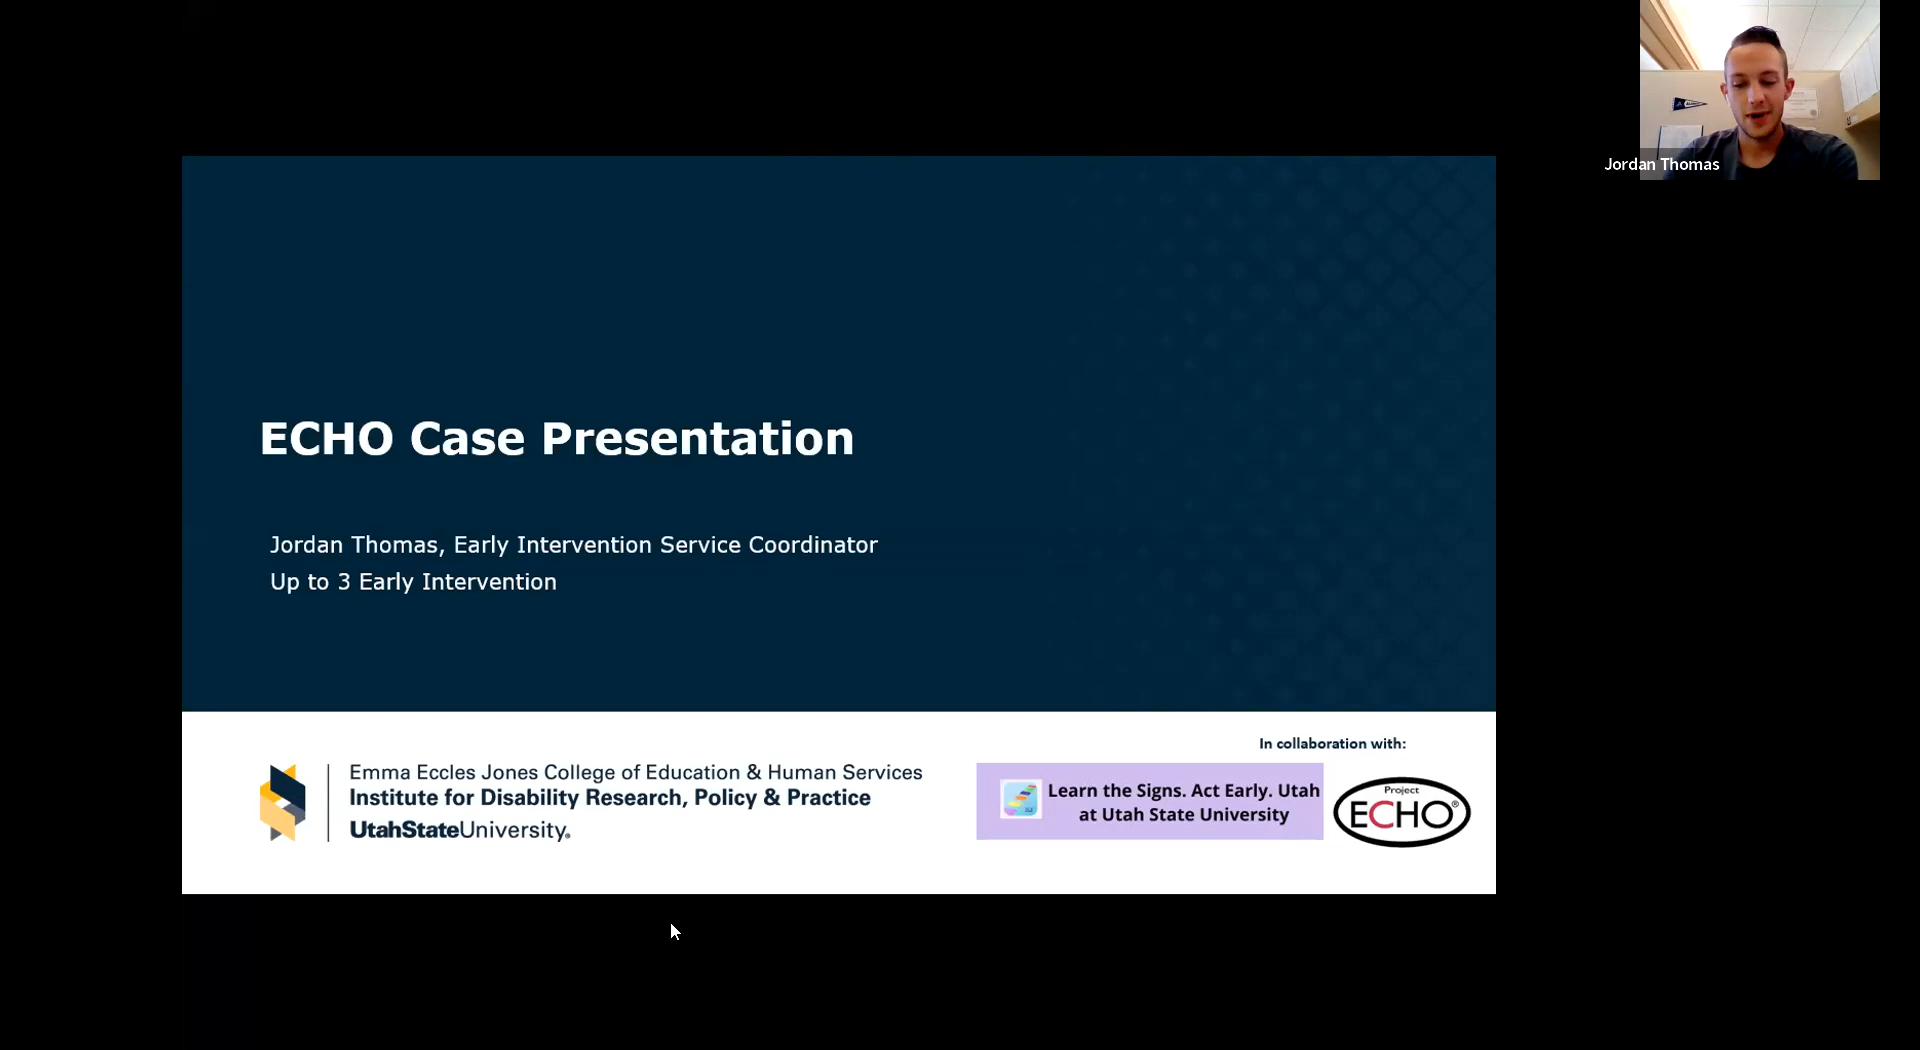 Jordan Thomas
ECHO Case Presentation
Jordan Thomas, Early Intervention Service Coordinator
Up to 3 Early Intervention
In collaboration with:
Emma Eccles Jones College of Education & Human Services
Institute for Disability Research, Policy & Practice
UtahStateUniversity®
Learn the Signs. Act Early. Utah
at Utah State University
Project
ECHO®